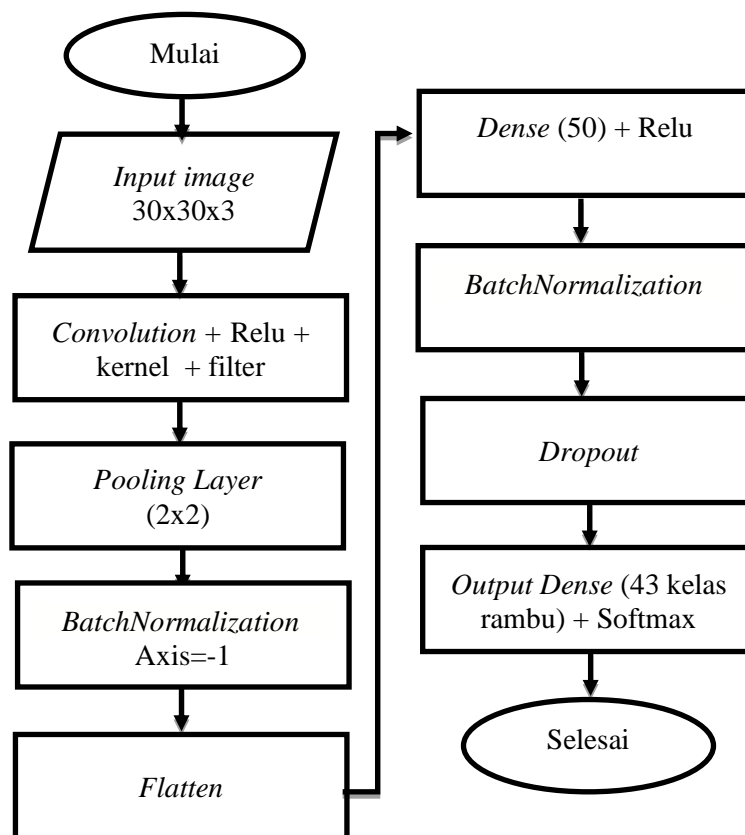 Mulai
Input image
30x30x3
Convolution + Relu +
kernel + filter
Pooling Layer
(2x2)
BatchNormalization
Axis=-1
Flatten
Dense (50) + Relu
BatchNormalization
Dropout
Output Dense (43 kelas
rambu) + Softmax
Selesai